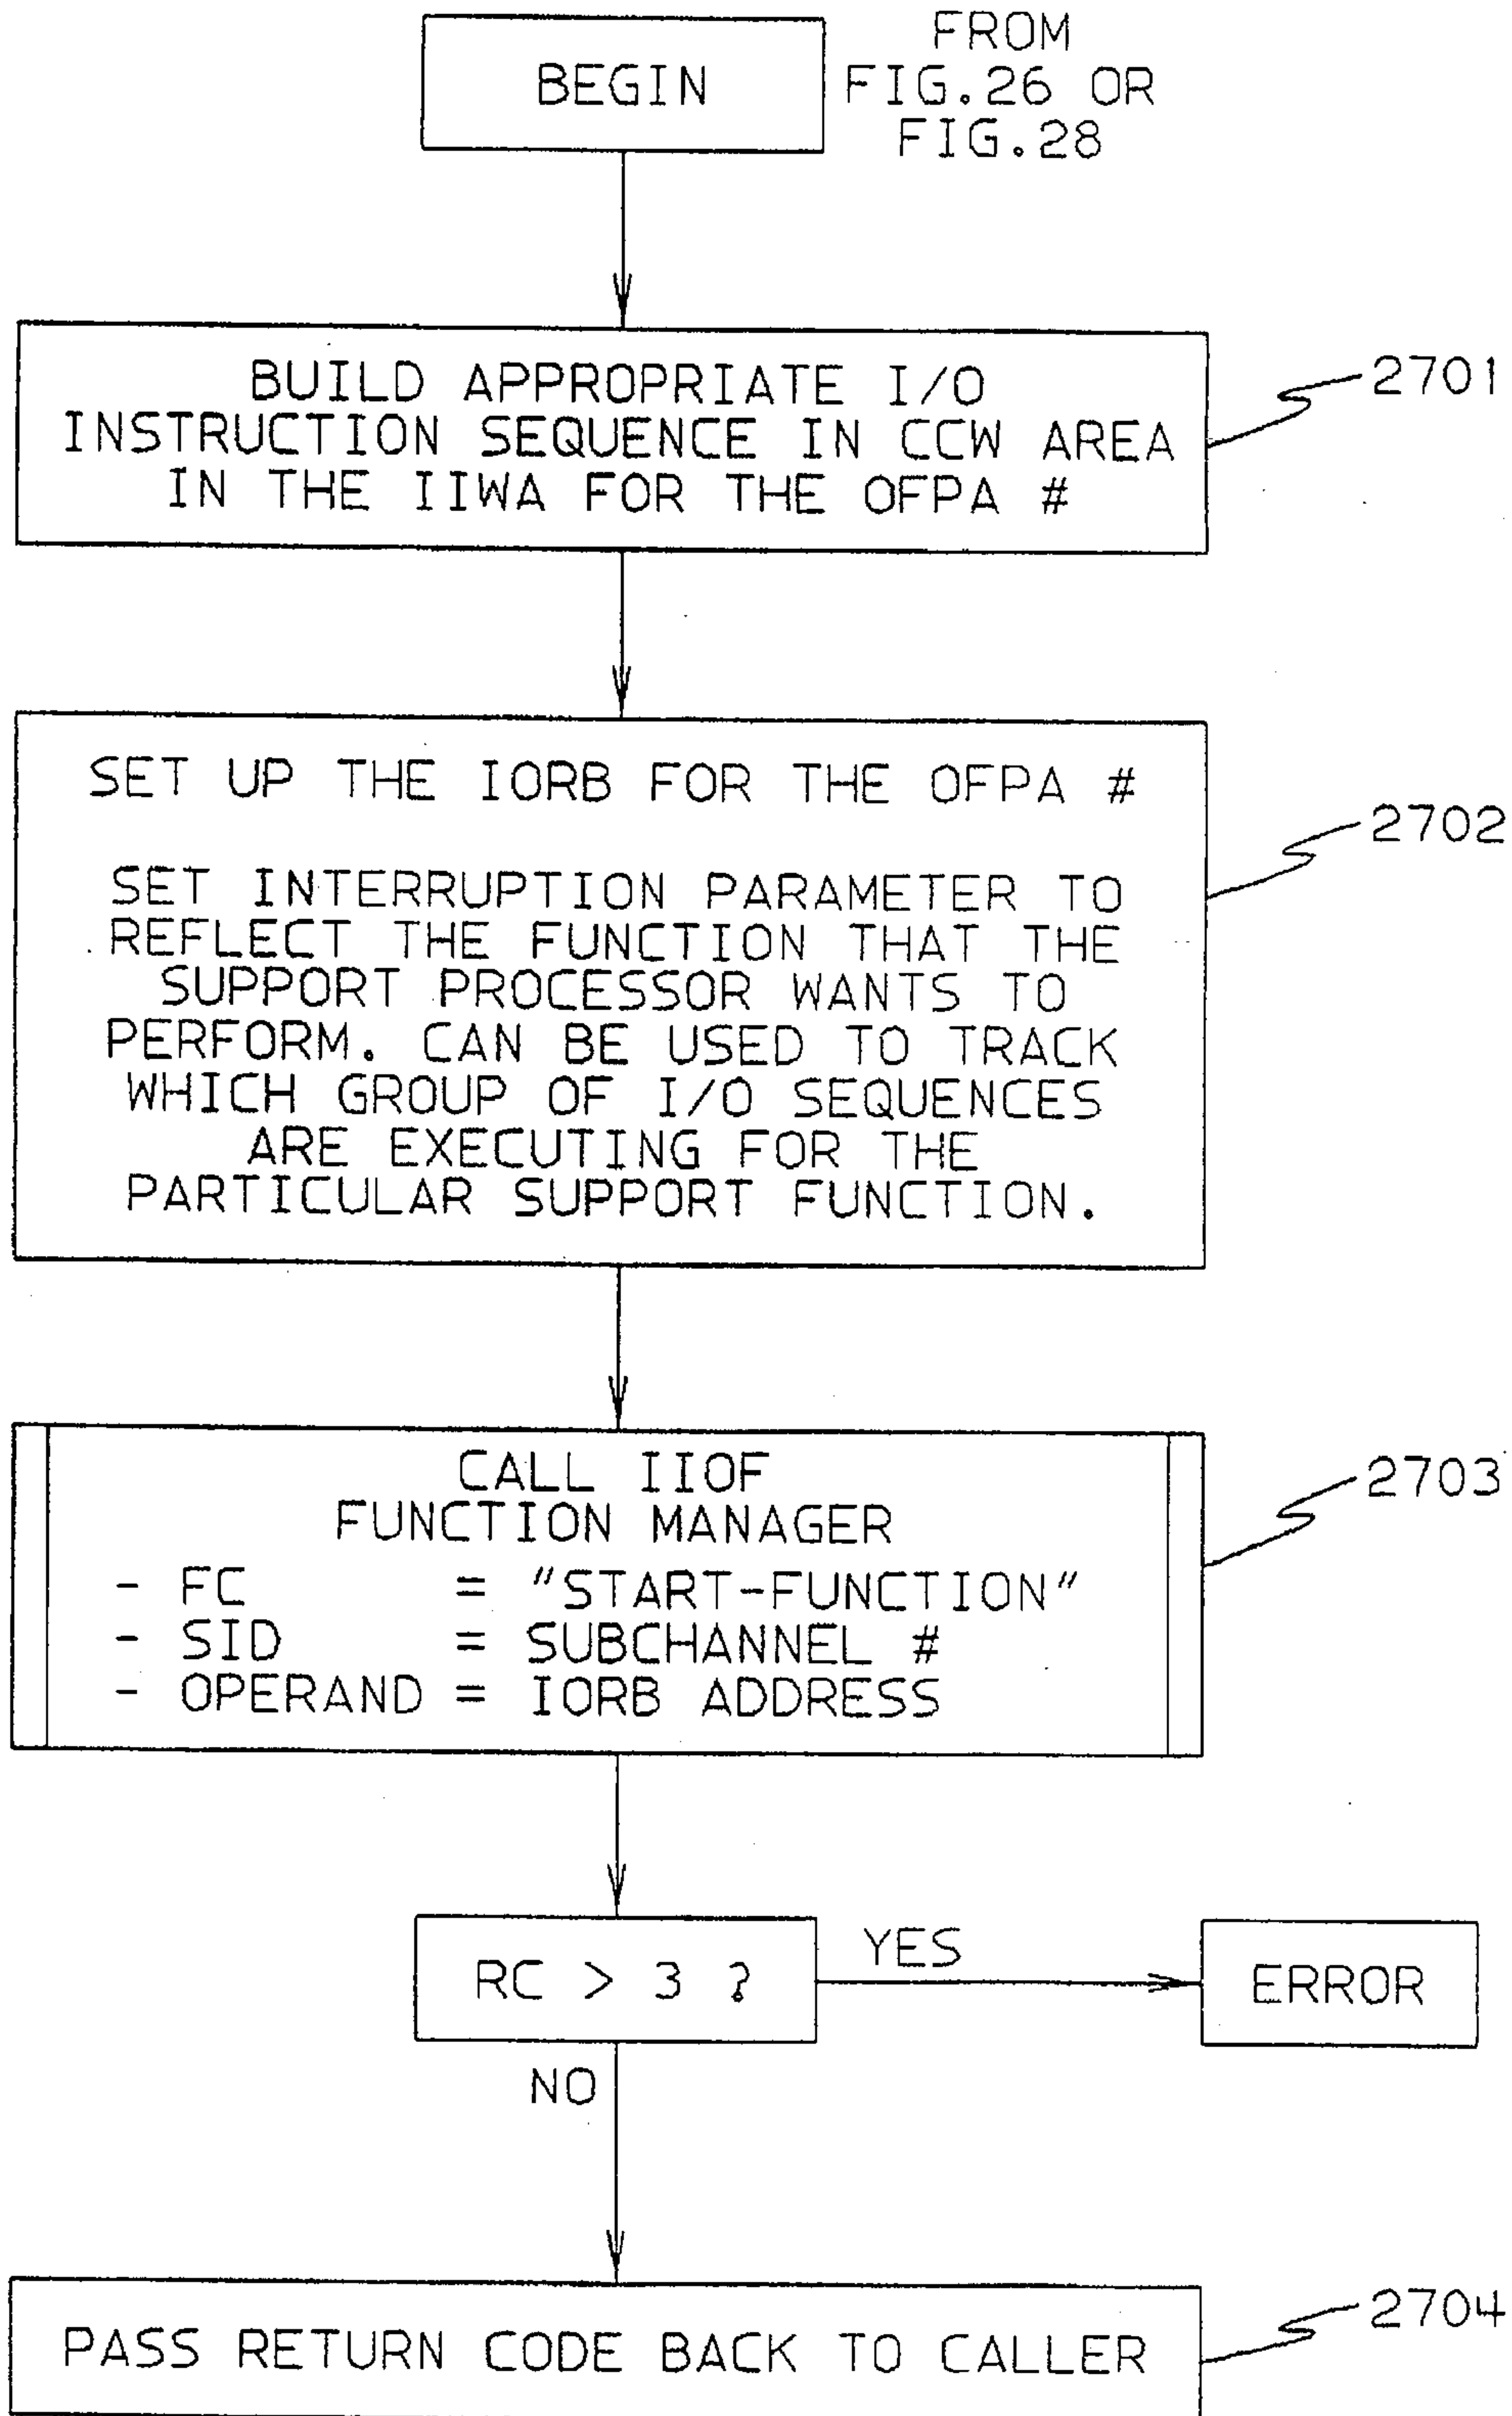 BEGIN
FROM
FIG.26 OR
FIG.28
BUILD APPROPRIATE I/O
INSTRUCTION SEQUENCE IN CCW AREA
IN THE IIWA FOR THE OFPA #
2701
SET UP THE IORB FOR THE OFPA #
SET INTERRUPTION PARAMETER TO
REFLECT THE FUNCTION THAT THE
SUPPORT PROCESSOR WANTS TO
PERFORM. CAN BE USED TO TRACK
WHICH GROUP OF I/O SEQUENCES
ARE EXECUTING FOR THE
PARTICULAR SUPPORT FUNCTION.
2702
CALL IIOF
FUNCTION MANAGER
- FC = "START-FUNCTION"
- SID = SUBCHANNEL #
- OPERAND = IORB ADDRESS
2703
RC > 3 ?
YES
ERROR
NO
PASS RETURN CODE BACK TO CALLER
2704